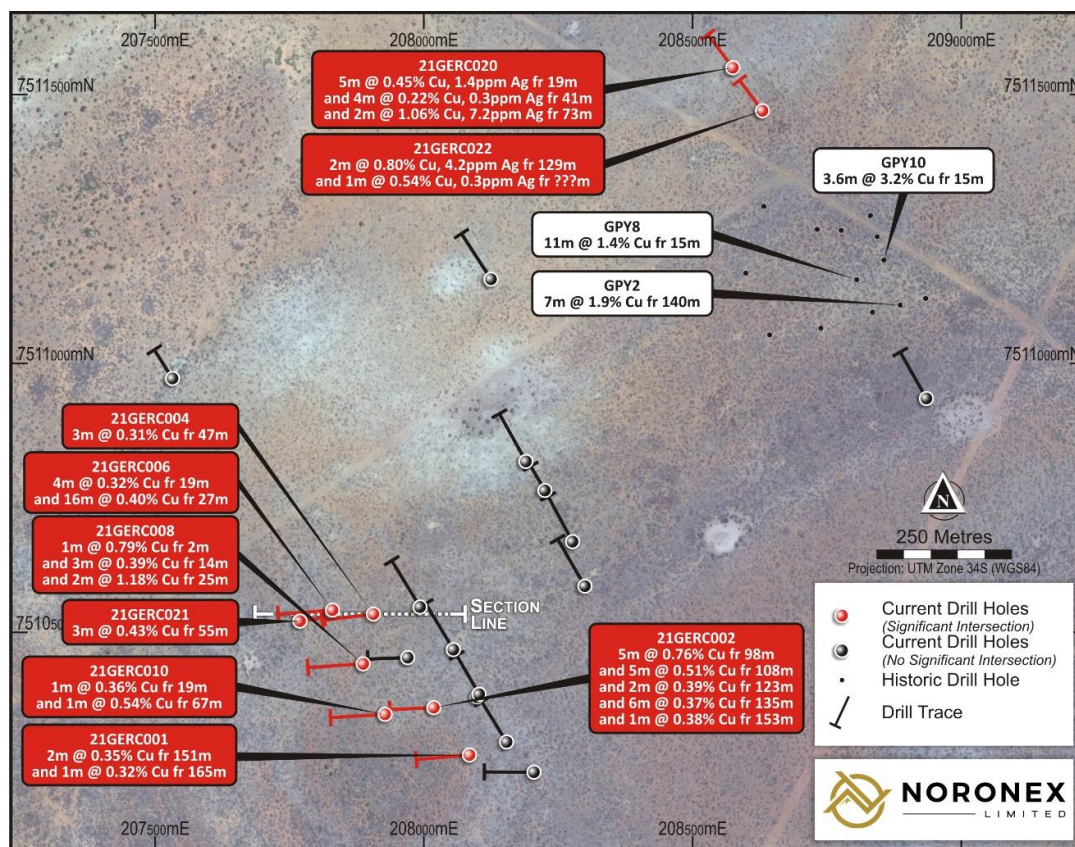 207500mE
208000mE
208500mE
209000mE
7511500mN
7511500mN
21GERC020
5m @ 0.45% Cu, 1.4ppm Ag fr 19m
and 4m @ 0.22% Cu, 0.3ppm Ag fr 41m
and 2m @ 1.06% Cu, 7.2ppm Ag fr 73m
21GERC022
2m @ 0.80% Cu, 4.2ppm Ag fr 129m
and 1m @ 0.54% Cu, 0.3ppm Ag fr ???m
GPY10
3.6m @ 3.2% Cu fr 15m
GPY8
11m @ 1.4% Cu fr 15m
GPY2
7m @ 1.9% Cu fr 140m
7511000mN
7511000mN
21GERC004
3m @ 0.31% Cu fr 47m
21GERC006
4m @ 0.32% Cu fr 19m
and 16m @ 0.40% Cu fr 27m
21GERC008
1m @ 0.79% Cu fr 2m
and 3m @ 0.39% Cu fr 14m
and 2m @ 1.18% Cu fr 25m
21GERC021
3m @ 0.43% Cu fr 55m
21GERC010
1m @ 0.36% Cu fr 19m
and 1m @ 0.54% Cu fr 67m
21GERC001
2m @ 0.35% Cu fr 151m
and 1m @ 0.32% Cu fr 165m
75105
SECTION
LINE
21GERC002
5m @ 0.76% Cu fr 98m
and 5m @ 0.51% Cu fr 108m
and 2m @ 0.39% Cu fr 123m
and 6m @ 0.37% Cu fr 135m
and 1m @ 0.38% Cu fr 153m
N
250 Metres
Projection: UTM Zone 34S (WGS84)
Current Drill Holes
(Significant Intersection)
Current Drill Holes
(No Significant Intersection)
Historic Drill Hole
Drill Trace
NORONEX
LIMITED
207500mE
208000mE
208500mE